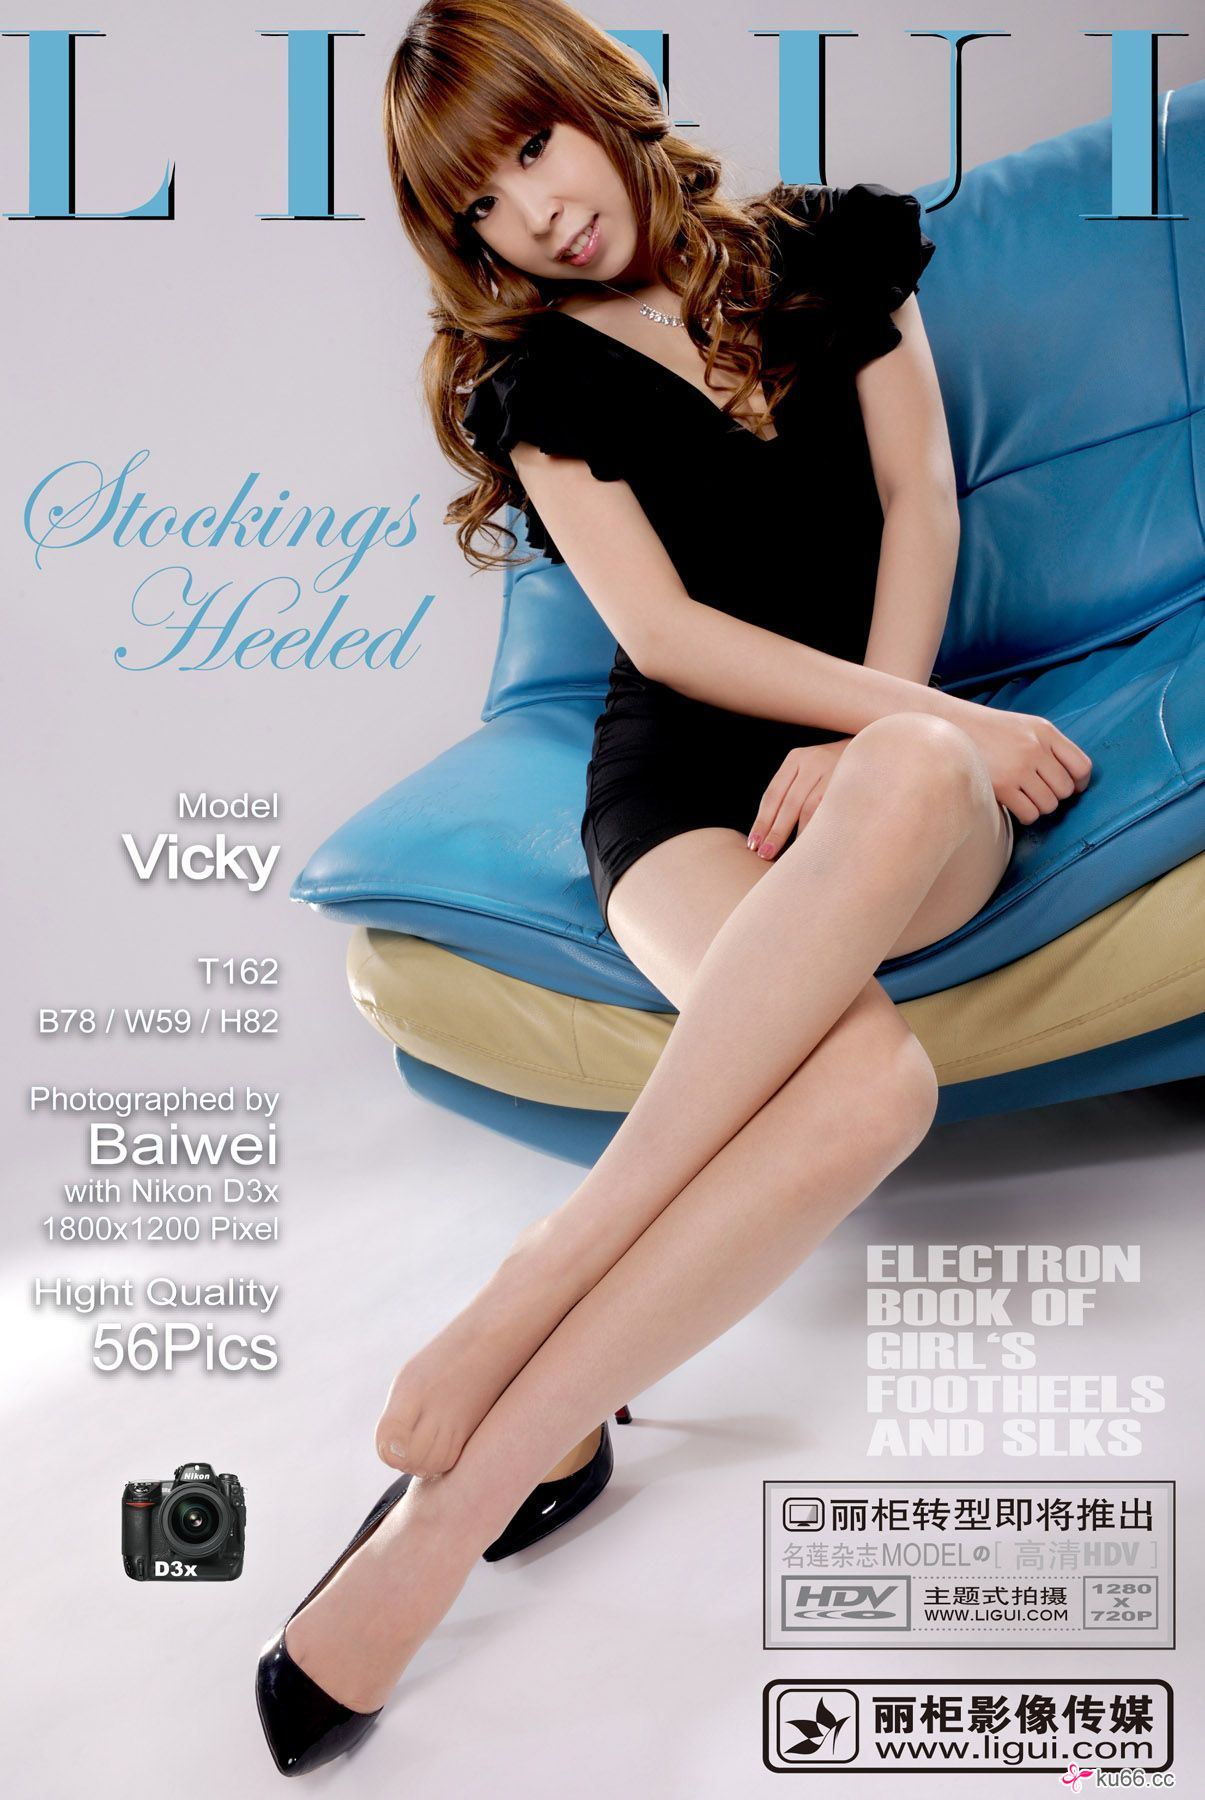 LIGUI
Stockings
Heeled
Model
Vicky
T162
B78 / W59 / H82
Photographed by
Baiwei
with Nikon D3x
1800x1200 Pixel
Hight Quality
56Pics
Nikon
D3x
ELECTRON
BOOK OF
GIRL‘S
FOOTHEELS
AND SLKS
丽柜转型即将推出
名莲杂志MODELの[ 高清HDV ]
HDV 主题式拍摄 1280
WWW.LIGUI.COM X
720P
丽柜影像传媒
www.ligui.com
ku66.cc